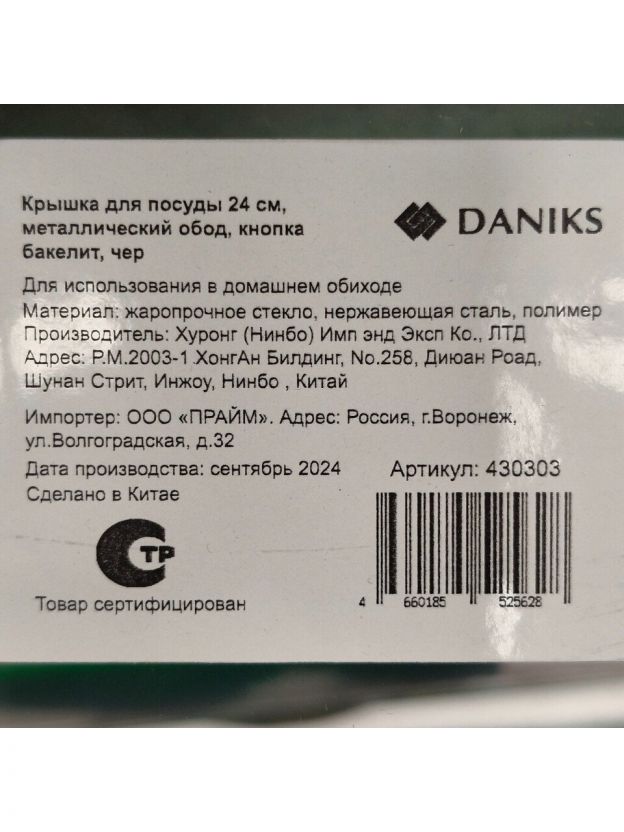 Крышка для посуды 24 см,
металлический обод, кнопка
бакелит, чер
DANIKS
Для использования в домашнем обиходе
Материал: жаропрочное стекло, нержавеющая сталь, полимер
Производитель: Хуронг (Нинбо) Имп энд Эксп Ко., ЛТД
Адрес: Р.М.2003-1 ХонгАн Билдинг, No.258, Диюан Роад,
Шунан Стрит, Инжоу, Нинбо , Китай
Импортер: ООО «ПРАЙМ». Адрес: Россия, г.Воронеж,
ул.Волгоградская, д.32
Дата производства: сентябрь 2024
Артикул: 430303
Сделано в Китае
СТР
Товар сертифицирован
4 660185 525628